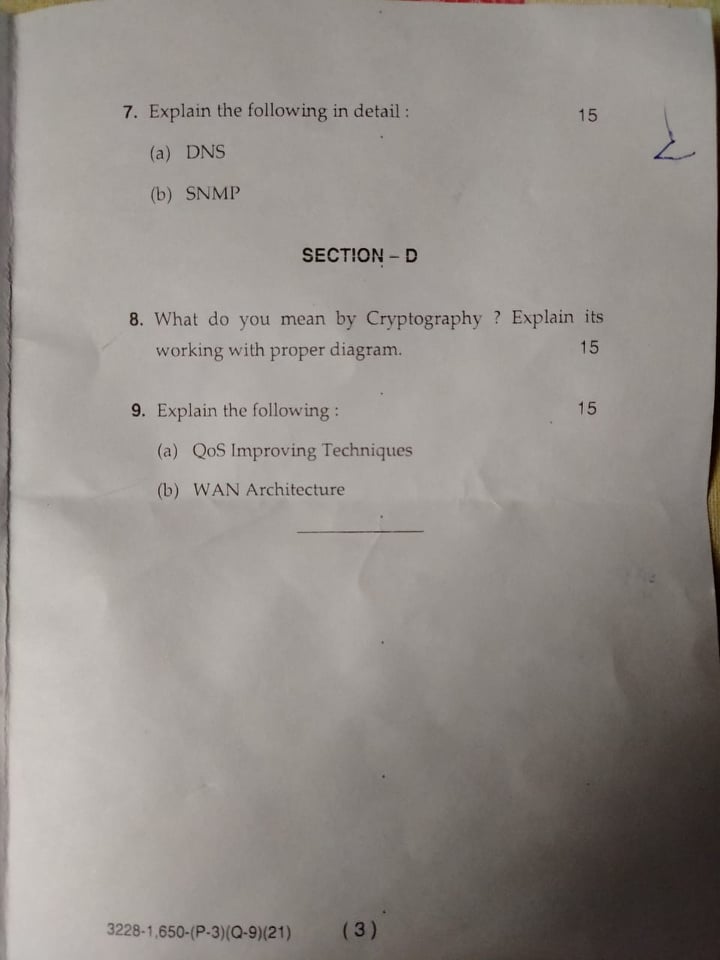 7. Explain the following in detail : 15
(a) DNS
(b) SNMP
SECTION – D
8. What do you mean by Cryptography ? Explain its
working with proper diagram. 15
9. Explain the following : 15
(a) QoS Improving Techniques
(b) WAN Architecture
3228-1,650-(P-3)(Q-9)(21) (3)